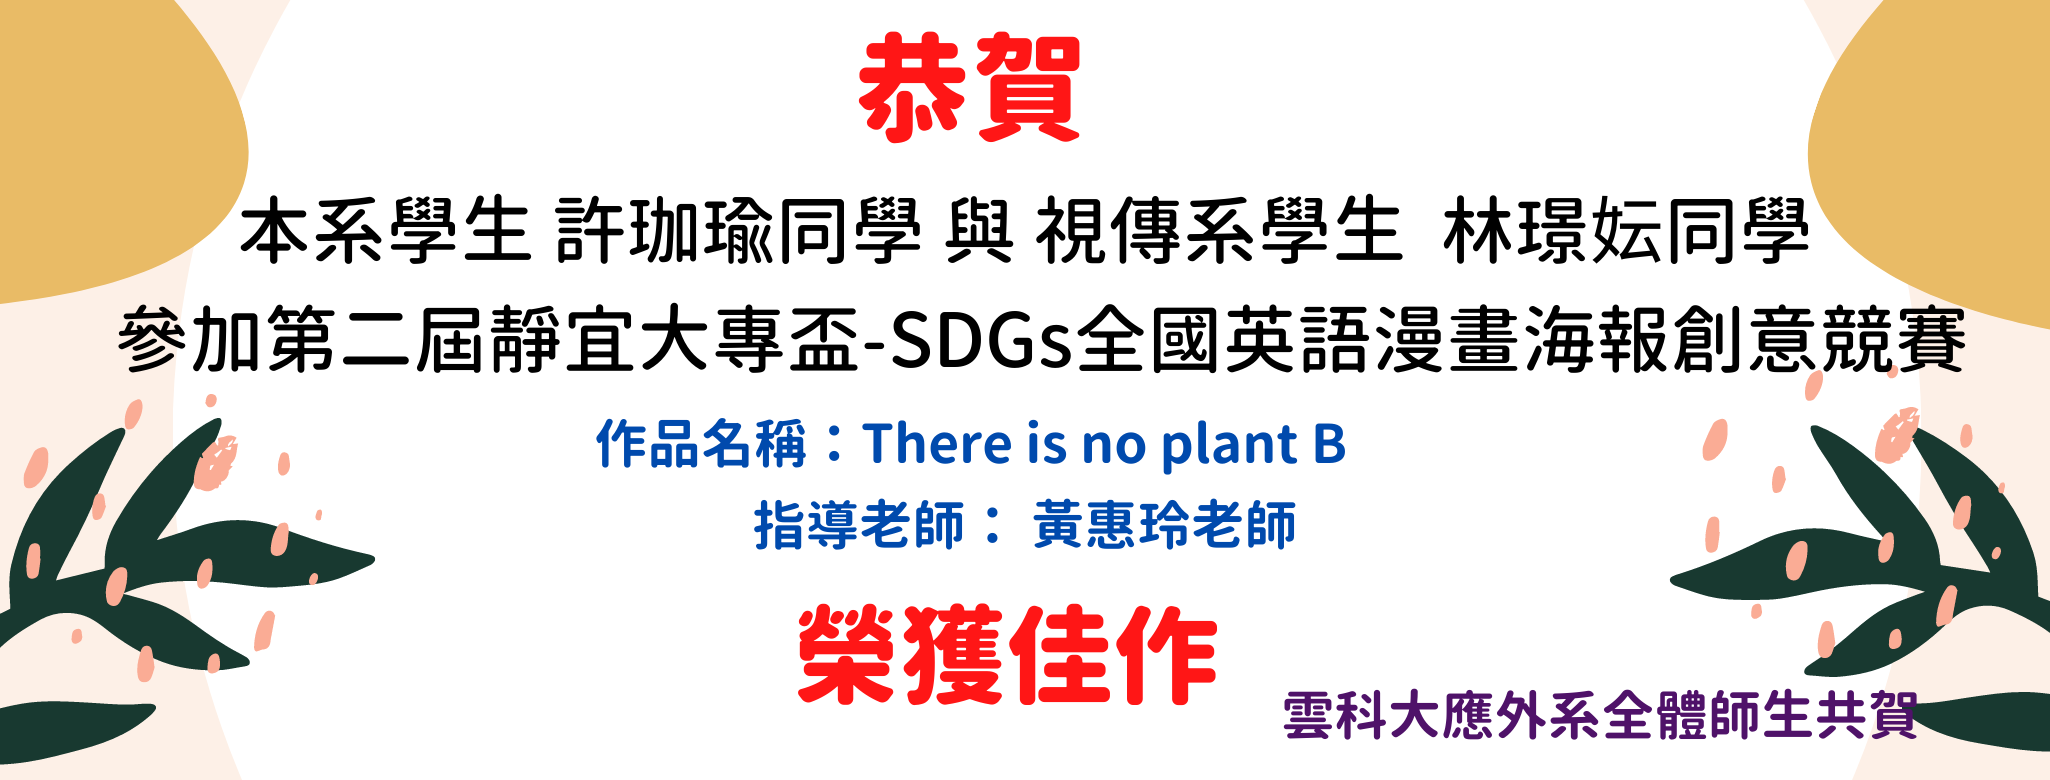 恭賀
本系學生 許珈瑜同學 與 視傳系學生 林璟妘同學
參加第二屆靜宜大專盃-SDGs全國英語漫畫海報創意競賽
作品名稱：There is no plant B
指導老師： 黃惠玲老師
榮獲佳作
雲科大應外系全體師生共賀